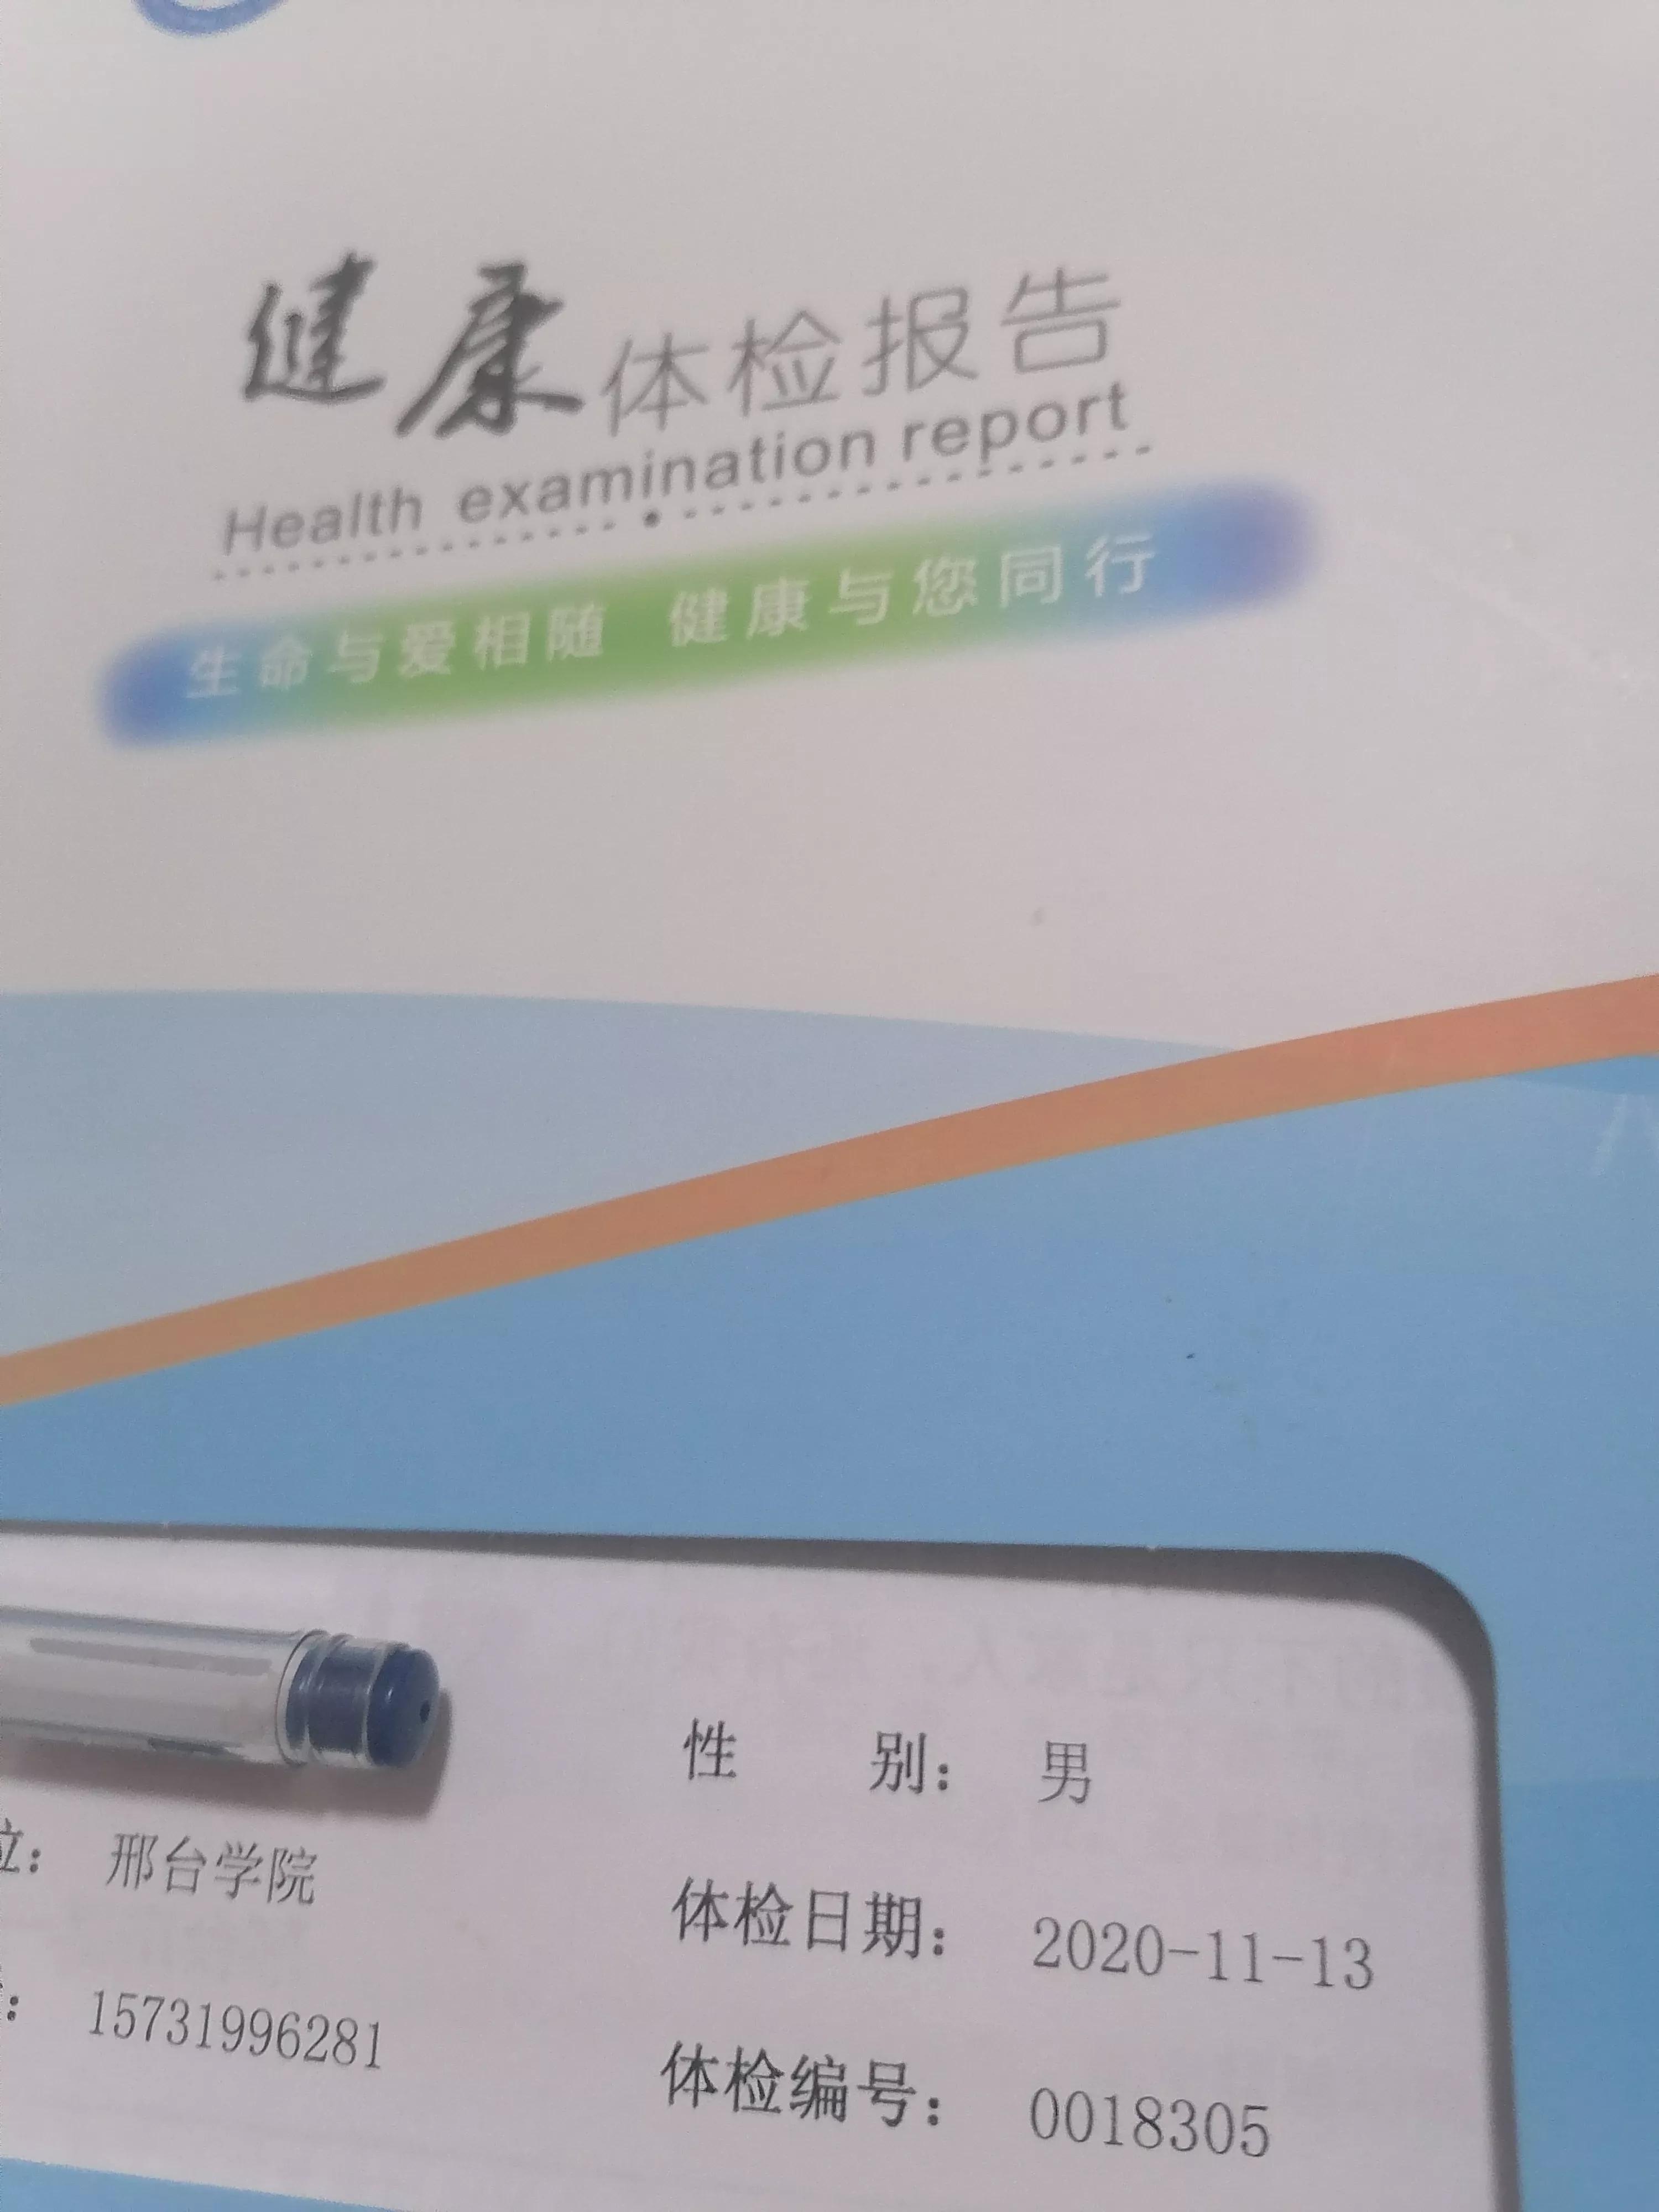 健康体检报告
Health examination report
生命与爱相随 健康与您同行
性 别： 男
位： 邢台学院
体检日期： 2020-11-13
： 15731996281
体检编号： 0018305